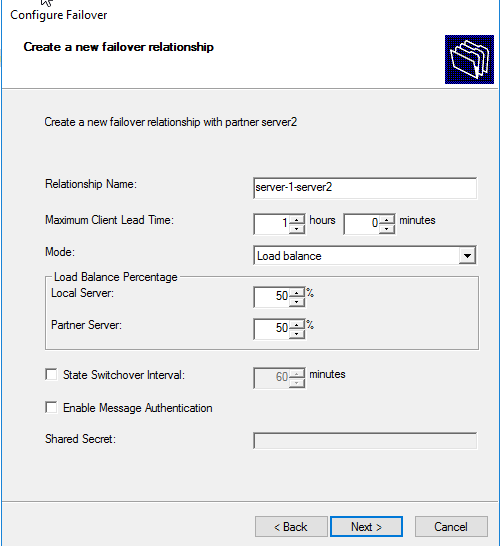 Configure Failover
Create a new failover relationship
Create a new failover relationship with partner server2
Relationship Name: server-1-server2
Maximum Client Lead Time: 1 hours 0 minutes
Mode: Load balance
Load Balance Percentage
Local Server: 50 %
Partner Server: 50 %
State Switchover Interval: 60 minutes
Enable Message Authentication
Shared Secret:
< Back Next > Cancel